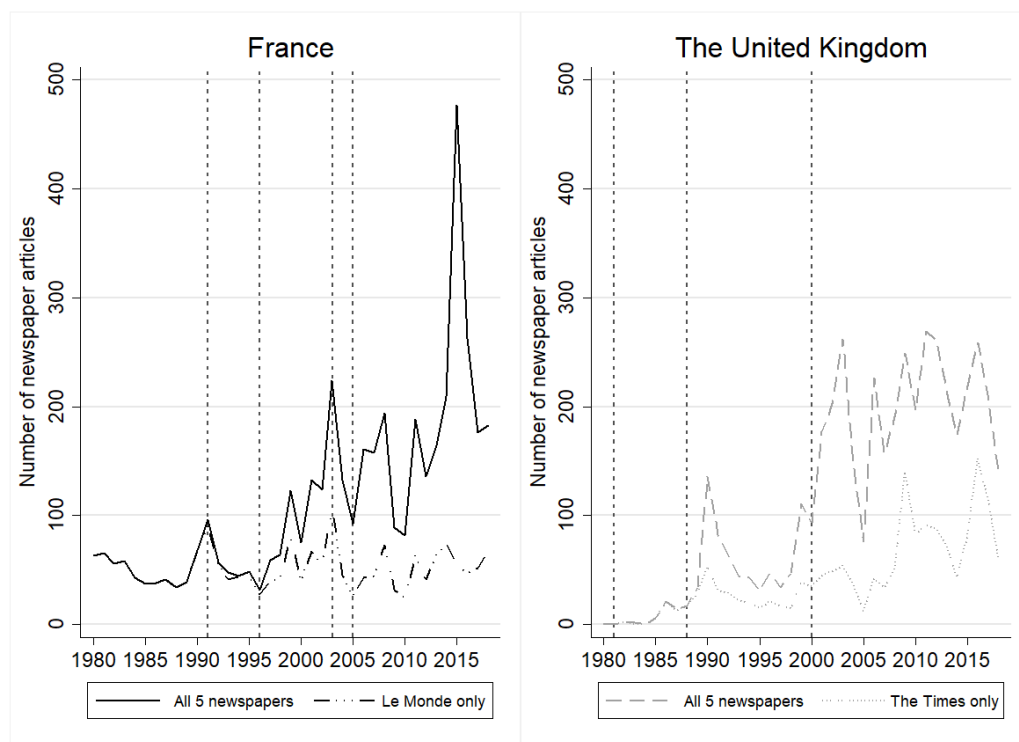 France
Number of newspaper articles
500
400
300
200
100
0
1980 1985 1990 1995 2000 2005 2010 2015
All 5 newspapers Le Monde only
The United Kingdom
Number of newspaper articles
500
400
300
200
100
0
1980 1985 1990 1995 2000 2005 2010 2015
All 5 newspapers The Times only